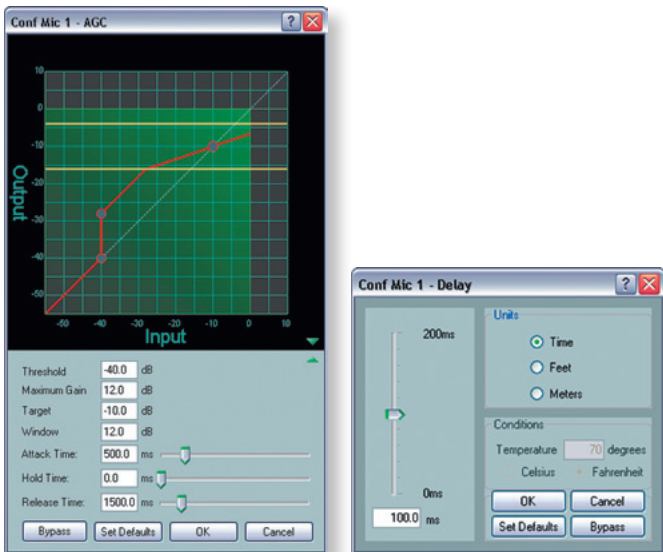 Conf Mic 1 - AGC
10
0
-10
-20
-30
-40
-50
Output
-50 -40 -30 -20 -10 0 10
Input
Threshold -40.0 dB
Maximum Gain 12.0 dB
Target -10.0 dB
Window 12.0 dB
Attack Time: 500.0 ms
Hold Time: 0.0 ms
Release Time: 1500.0 ms
Bypass Set Defaults OK Cancel
Conf Mic 1 - Delay
200ms
0ms
100.0 ms
Units
Time
Feet
Meters
Conditions
Temperature 70 degrees
Celsius Fahrenheit
OK Cancel
Set Defaults Bypass